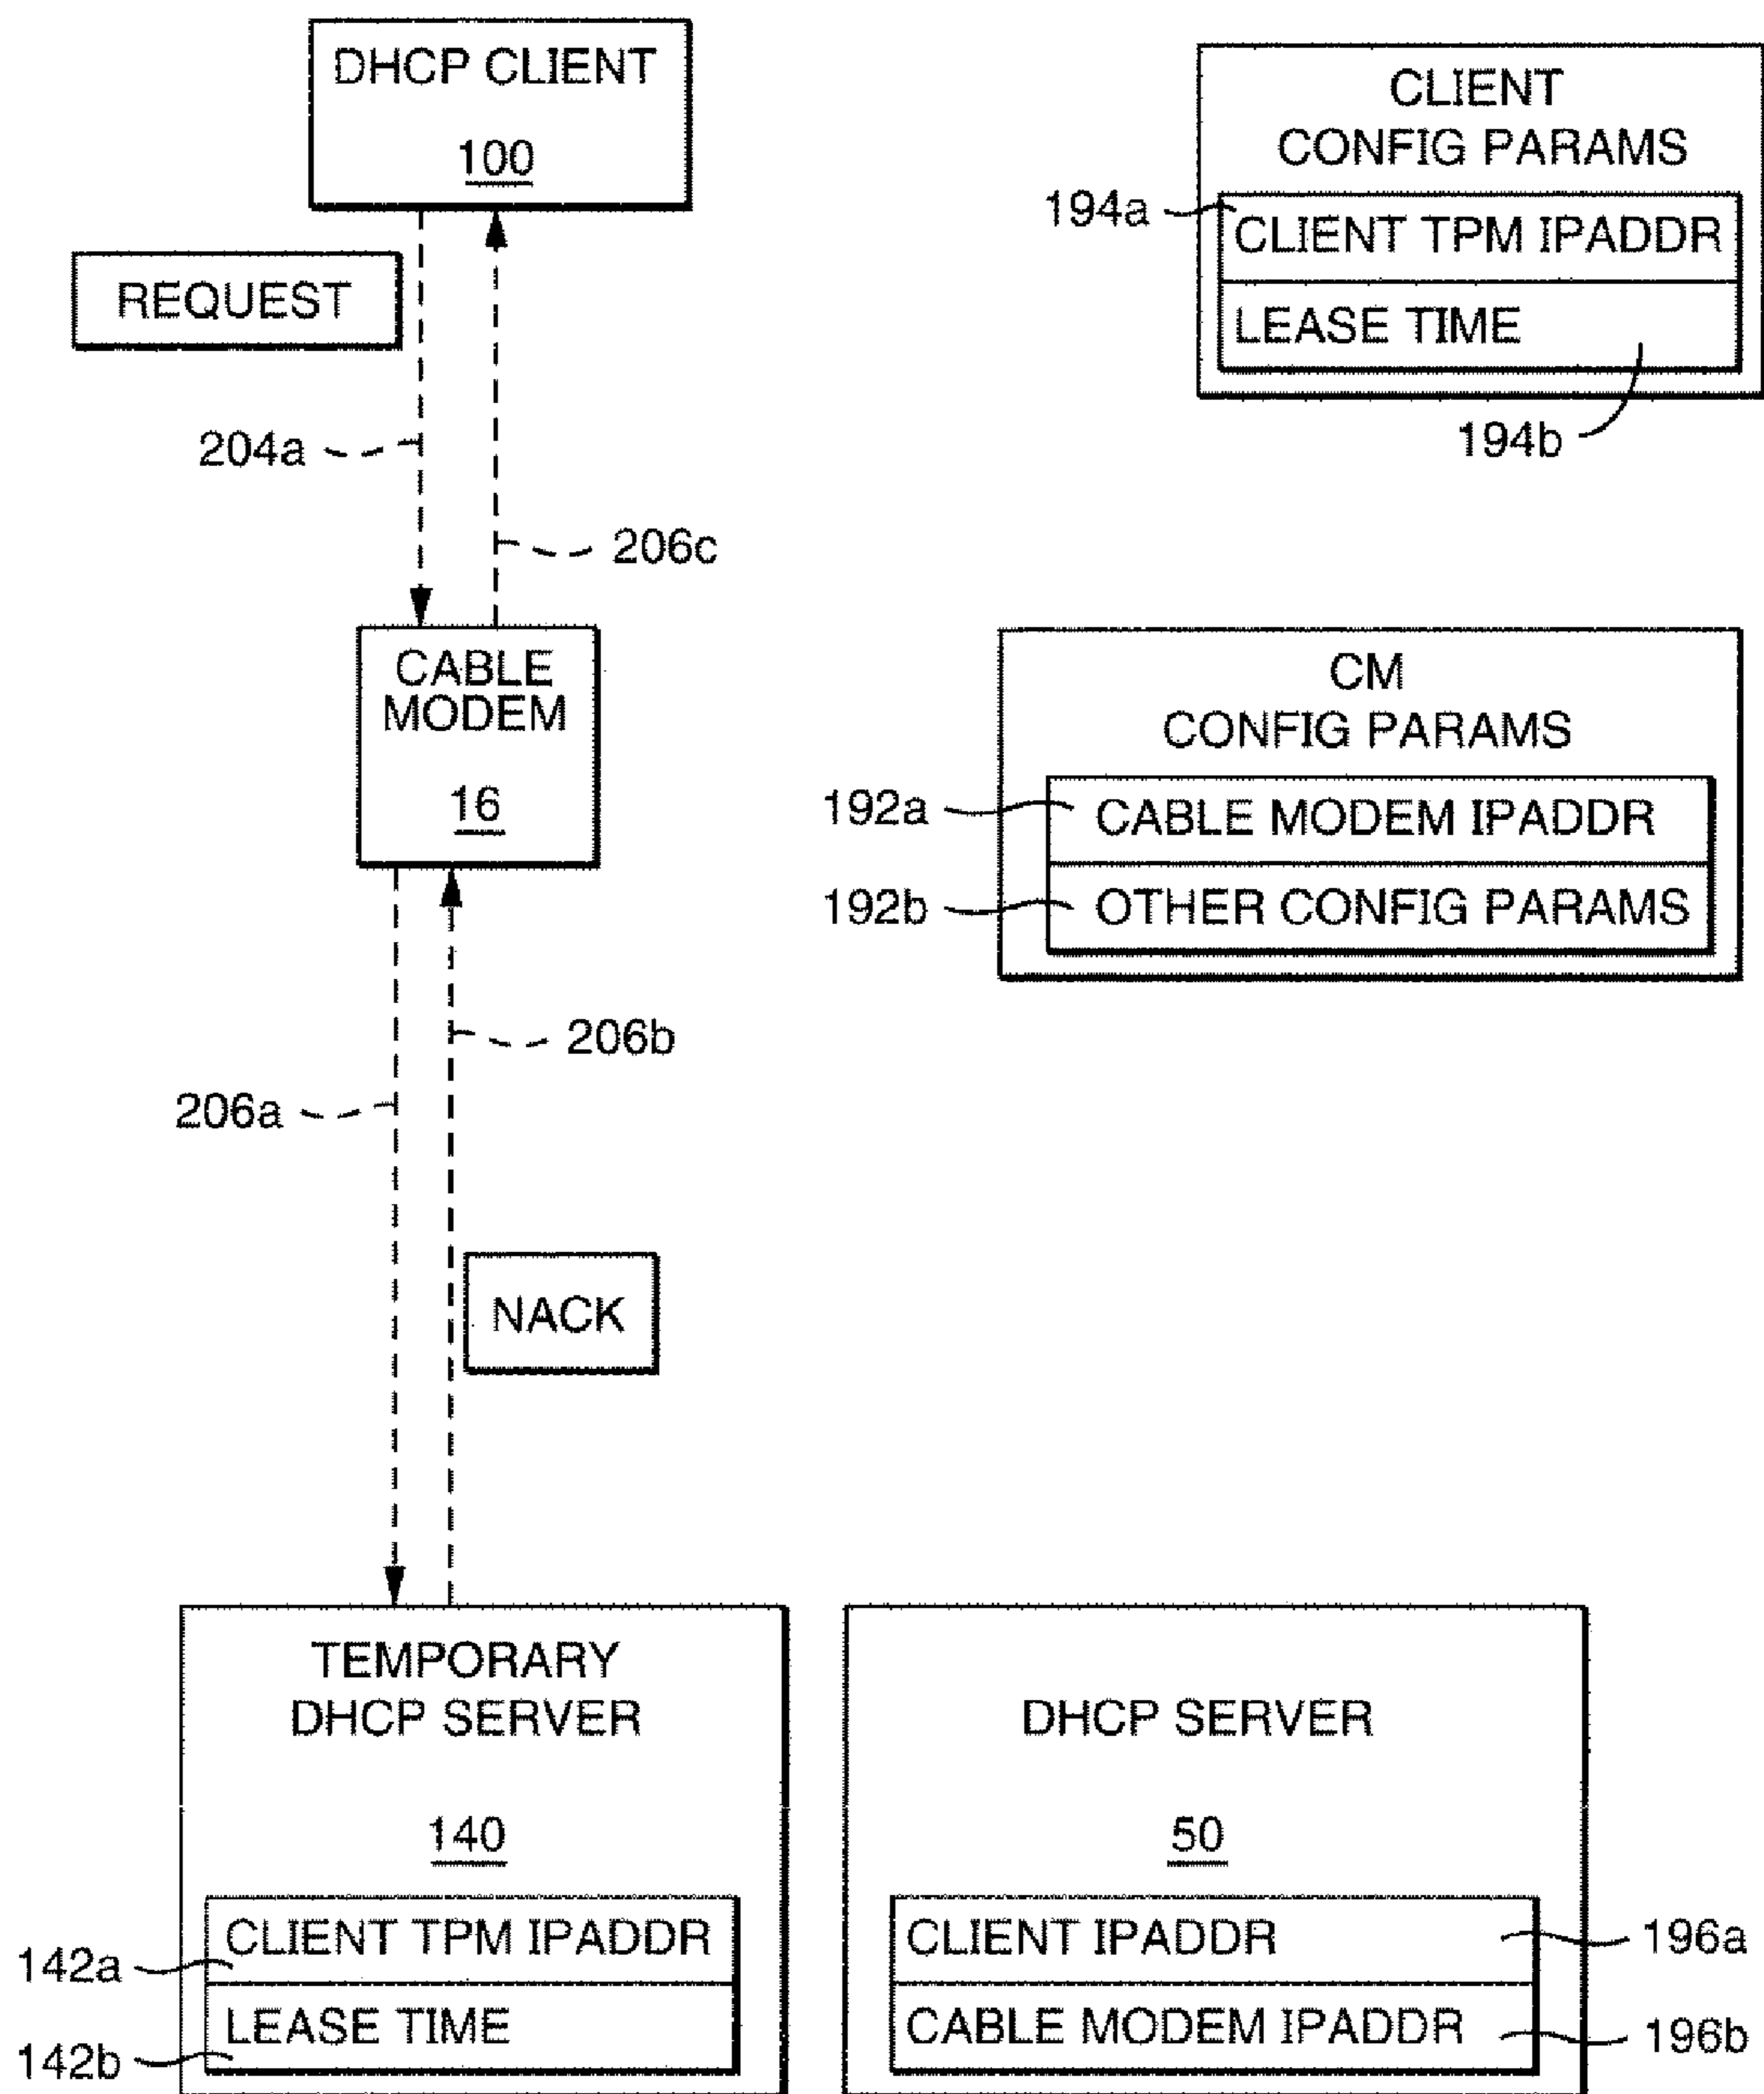 DHCP CLIENT
100
CLIENT
CONFIG PARAMS
194a
CLIENT TPM IPADDR
LEASE TIME
194b
REQUEST
204a
206c
CABLE
MODEM
16
CM
CONFIG PARAMS
192a
CABLE MODEM IPADDR
192b
OTHER CONFIG PARAMS
206b
206a
NACK
TEMPORARY
DHCP SERVER
140
CLIENT TPM IPADDR
142a
LEASE TIME
142b
DHCP SERVER
50
CLIENT IPADDR
196a
CABLE MODEM IPADDR
196b